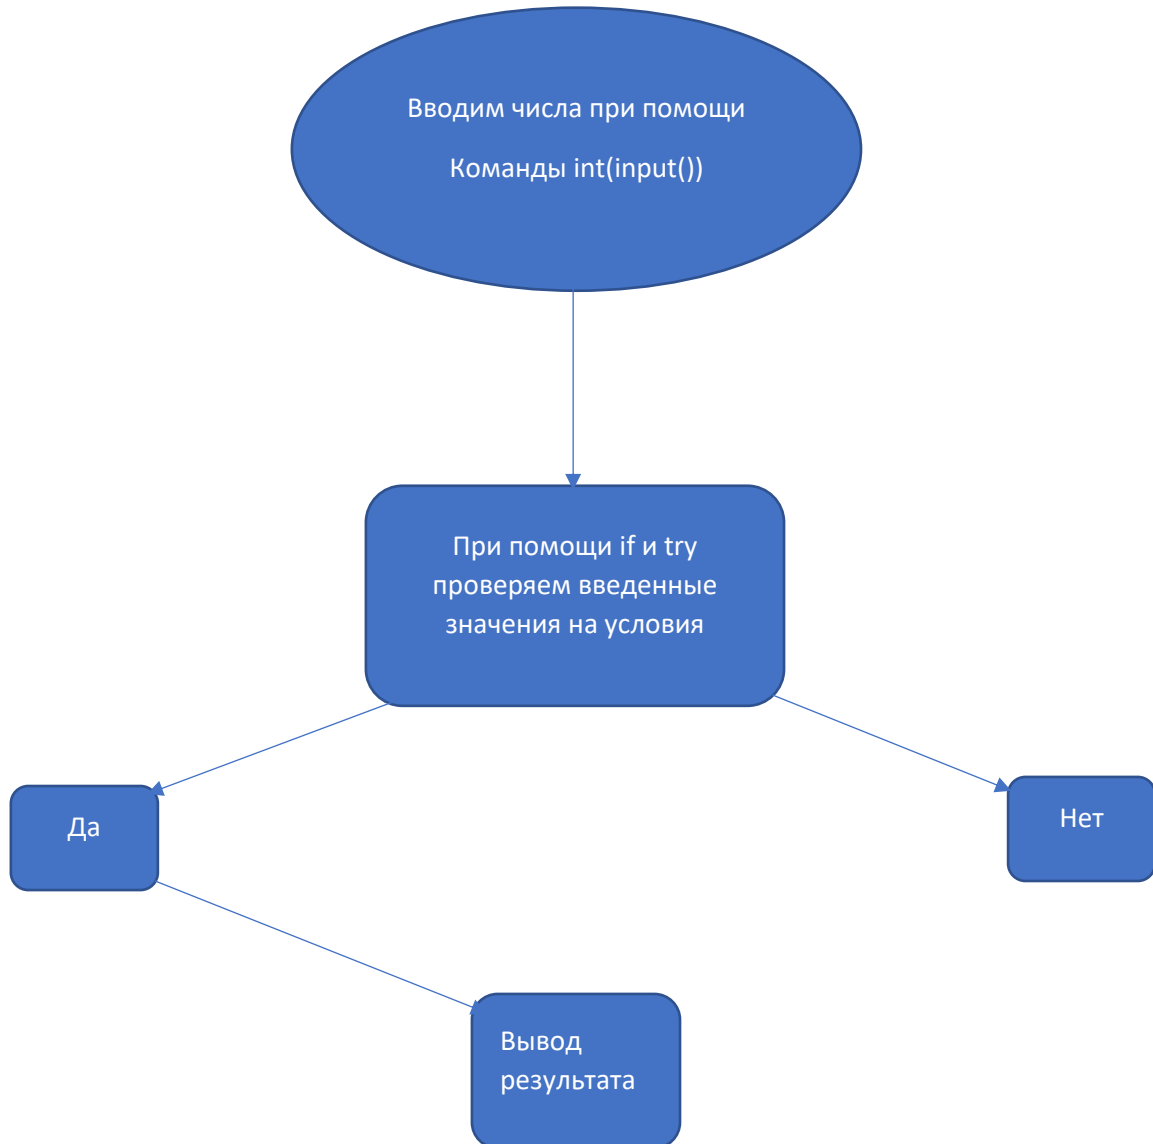 Вводим числа при помощи
Команды int(input())
При помощи if и try
проверяем введенные
значения на условия
Да
Нет
Вывод
результата